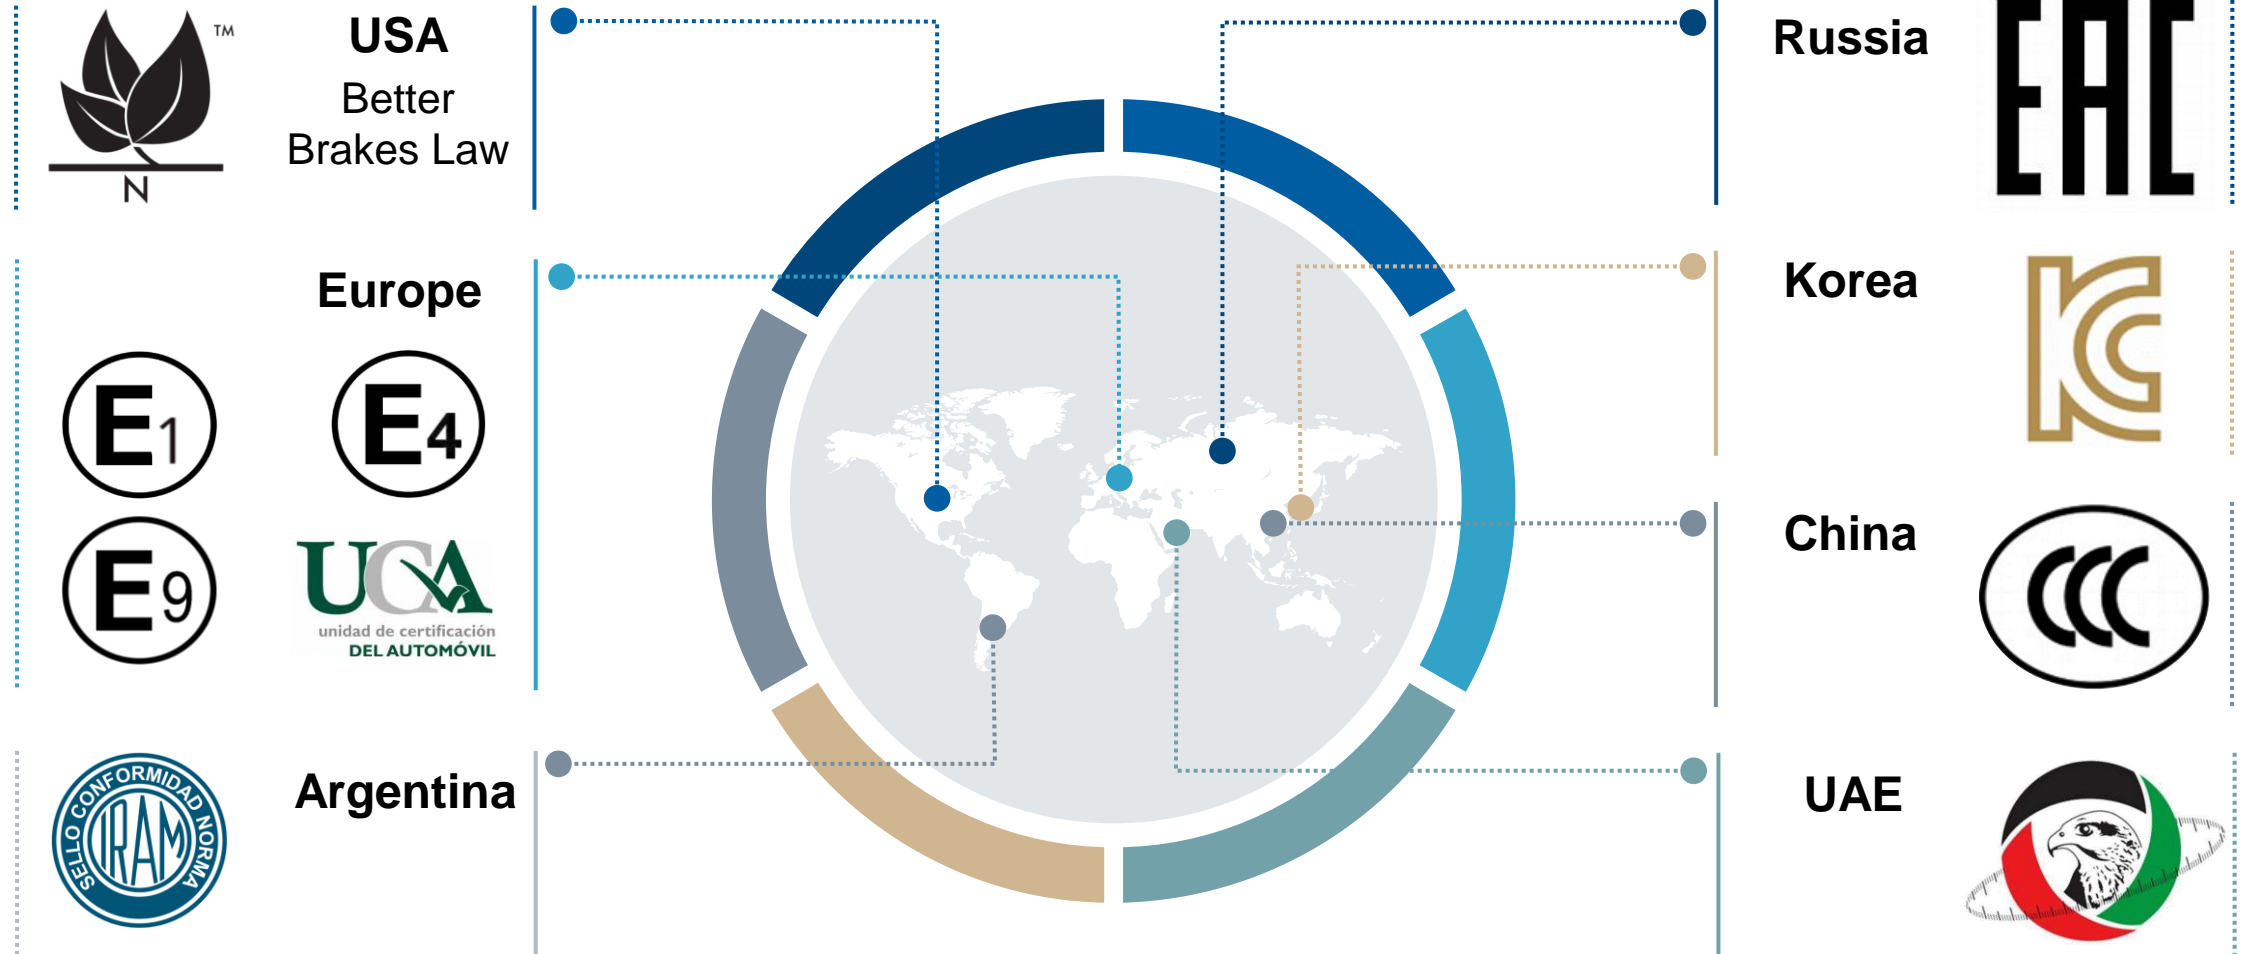 TM
N
USA
Better
Brakes Law
Europe
E1
E4
E9
UCA
unidad de certificación
DEL AUTOMÓVIL
SELLO CONFORMIDAD NORMA
IRAM
Argentina
Russia
EAC
Korea
KC
China
CCC
UAE